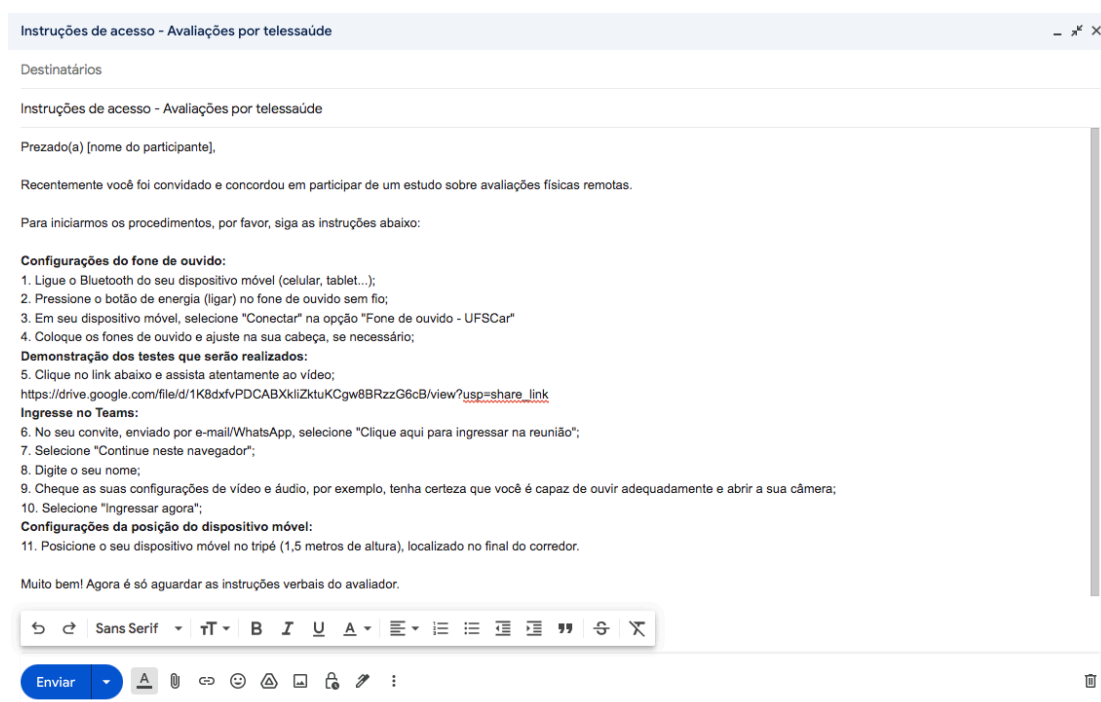 Instruções de acesso - Avaliações por telessaúde
Destinatários
Instruções de acesso - Avaliações por telessaúde
Prezado(a) [nome do participante],
Recentemente você foi convidado e concordou em participar de um estudo sobre avaliações físicas remotas.
Para iniciarmos os procedimentos, por favor, siga as instruções abaixo:
Configurações do fone de ouvido:
1. Ligue o Bluetooth do seu dispositivo móvel (celular, tablet...);
2. Pressione o botão de energia (ligar) no fone de ouvido sem fio;
3. Em seu dispositivo móvel, selecione "Conectar" na opção "Fone de ouvido - UFSCar"
4. Coloque os fones de ouvido e ajuste na sua cabeça, se necessário;
Demonstração dos testes que serão realizados:
5. Clique no link abaixo e assista atentamente ao vídeo;
https://drive.google.com/file/d/1K8dxfvPDCABXkliZktuKCgw8BRzzG6cB/view?usp=share_link
Ingresse no Teams:
6. No seu convite, enviado por e-mail/WhatsApp, selecione "Clique aqui para ingressar na reunião";
7. Selecione "Continue neste navegador";
8. Digite o seu nome;
9. Cheque as suas configurações de vídeo e áudio, por exemplo, tenha certeza que você é capaz de ouvir adequadamente e abrir a sua câmera;
10. Selecione "Ingressar agora";
Configurações da posição do dispositivo móvel:
11. Posicione o seu dispositivo móvel no tripé (1,5 metros de altura), localizado no final do corredor.
Muito bem! Agora é só aguardar as instruções verbais do avaliador.
Sans Serif
Enviar